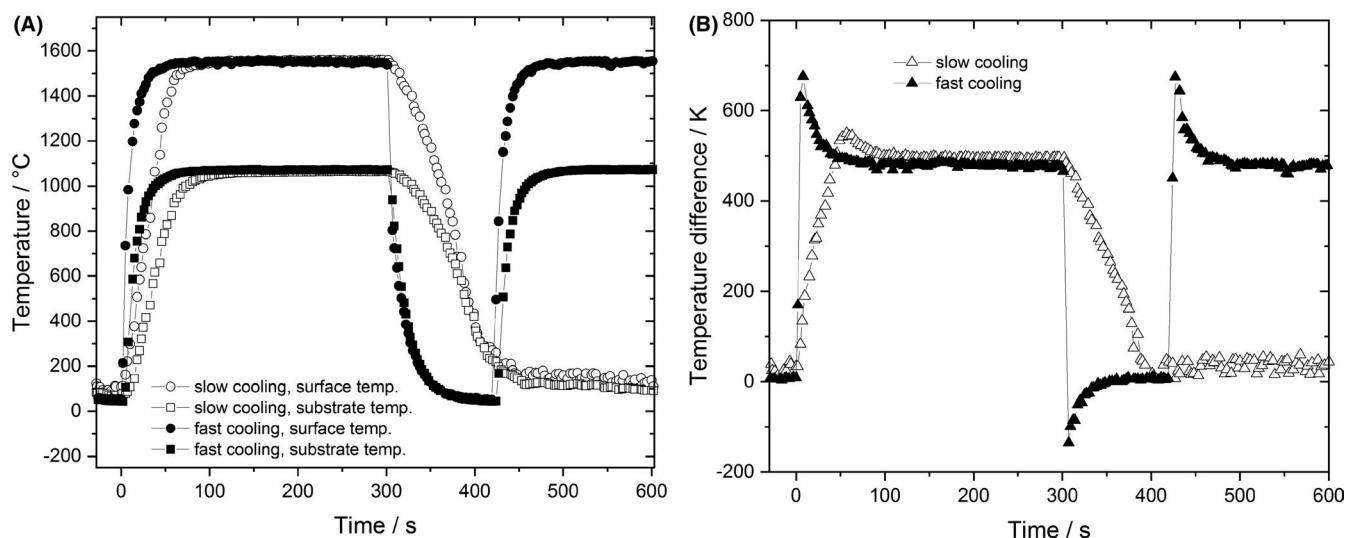 (A)
1600
1400
1200
1000
800
600
400
200
0
-200
Temperature / °C
slow cooling, surface temp.
slow cooling, substrate temp.
fast cooling, surface temp.
fast cooling, substrate temp.
0 100 200 300 400 500 600
Time / s
(B)
800
600
400
200
0
-200
Temperature difference / K
slow cooling
fast cooling
0 100 200 300 400 500 600
Time / s